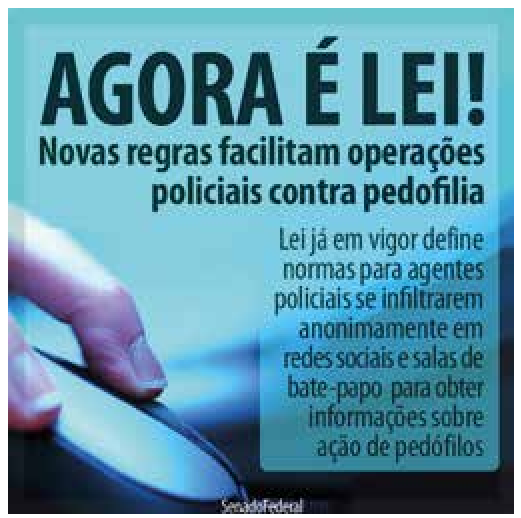 AGORA É LEI!
Novas regras facilitam operações
policiais contra pedofilia
Lei já em vigor define
normas para agentes
policiais se infiltrarem
anonimamente em
redes sociais e salas de
bate-papo para obter
informações sobre
ação de pedófilos
SenadoFederal